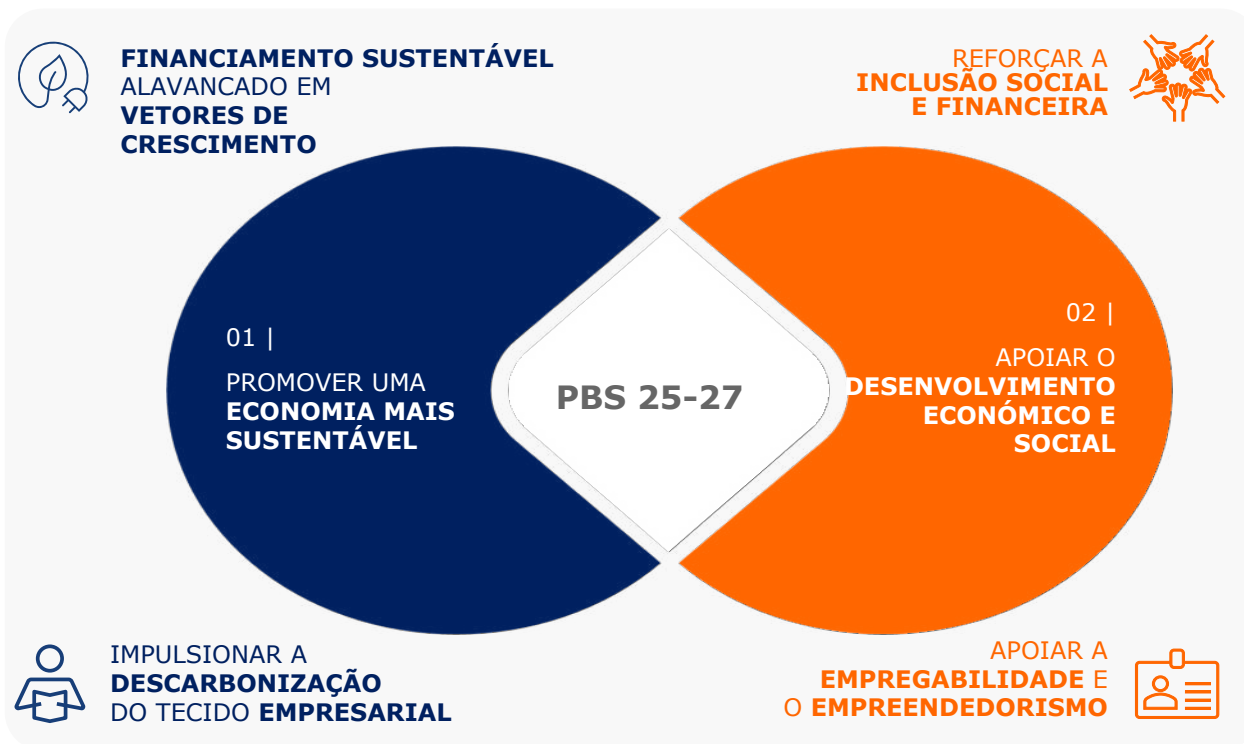 FINANCIAMENTO SUSTENTÁVEL
ALAVANCADO EM
VETORES DE
CRESCIMENTO
REFORÇAR A
INCLUSÃO SOCIAL
E FINANCEIRA
01 |
PROMOVER UMA
ECONOMIA MAIS
SUSTENTÁVEL
PBS 25-27
02 |
APOIAR O
DESENVOLVIMENTO
ECONÓMICO E
SOCIAL
IMPULSIONAR A
DESCARBONIZAÇÃO
DO TECIDO EMPRESARIAL
APOIAR A
EMPREGABILIDADE E
O EMPREENDEDORISMO